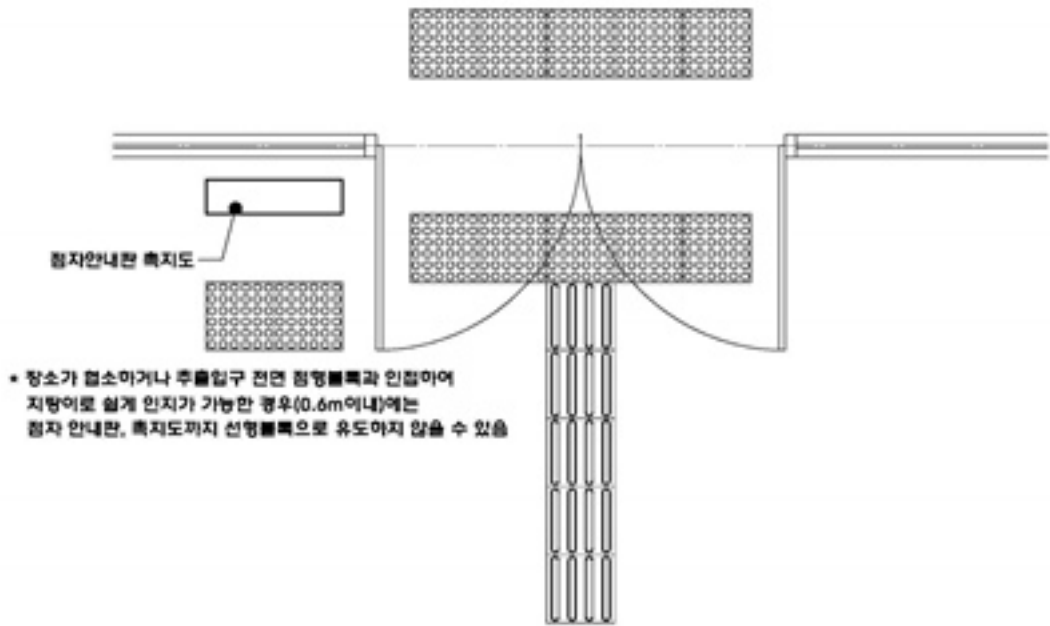 점자안내판 촉지도
* 장소가 협소하거나 주출입구 전면 점형블록과 인접하여
지팡이로 쉽게 인지가 가능한 경우(0.6m이내)에는
점자 안내판, 촉지도까지 선형블록으로 유도하지 않을 수 있음